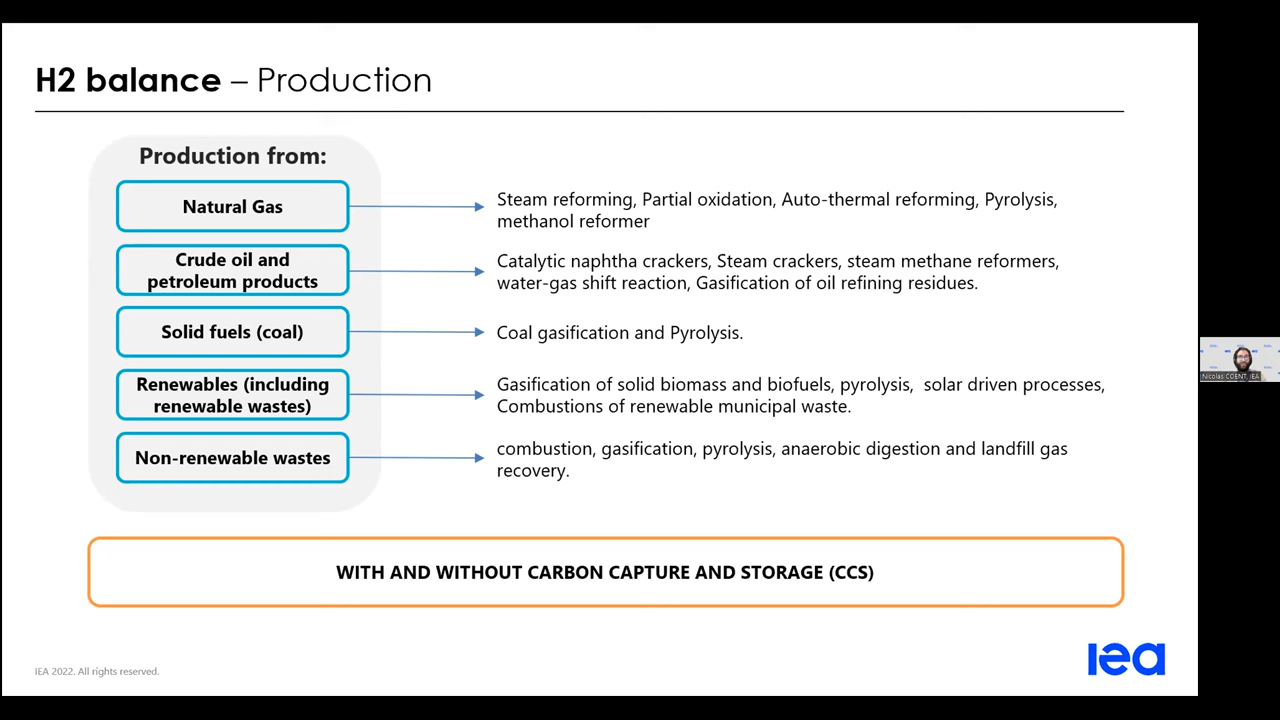 H2 balance – Production
Production from:
Natural Gas
Steam reforming, Partial oxidation, Auto-thermal reforming, Pyrolysis,
methanol reformer
Crude oil and
petroleum products
Catalytic naphtha crackers, Steam crackers, steam methane reformers,
water-gas shift reaction, Gasification of oil refining residues.
Solid fuels (coal)
Coal gasification and Pyrolysis.
Renewables (including
renewable wastes)
Gasification of solid biomass and biofuels, pyrolysis, solar driven processes,
Combustions of renewable municipal waste.
Non-renewable wastes
combustion, gasification, pyrolysis, anaerobic digestion and landfill gas
recovery.
WITH AND WITHOUT CARBON CAPTURE AND STORAGE (CCS)
IEA 2022. All rights reserved.
iea
Nicolas COENT, IEA